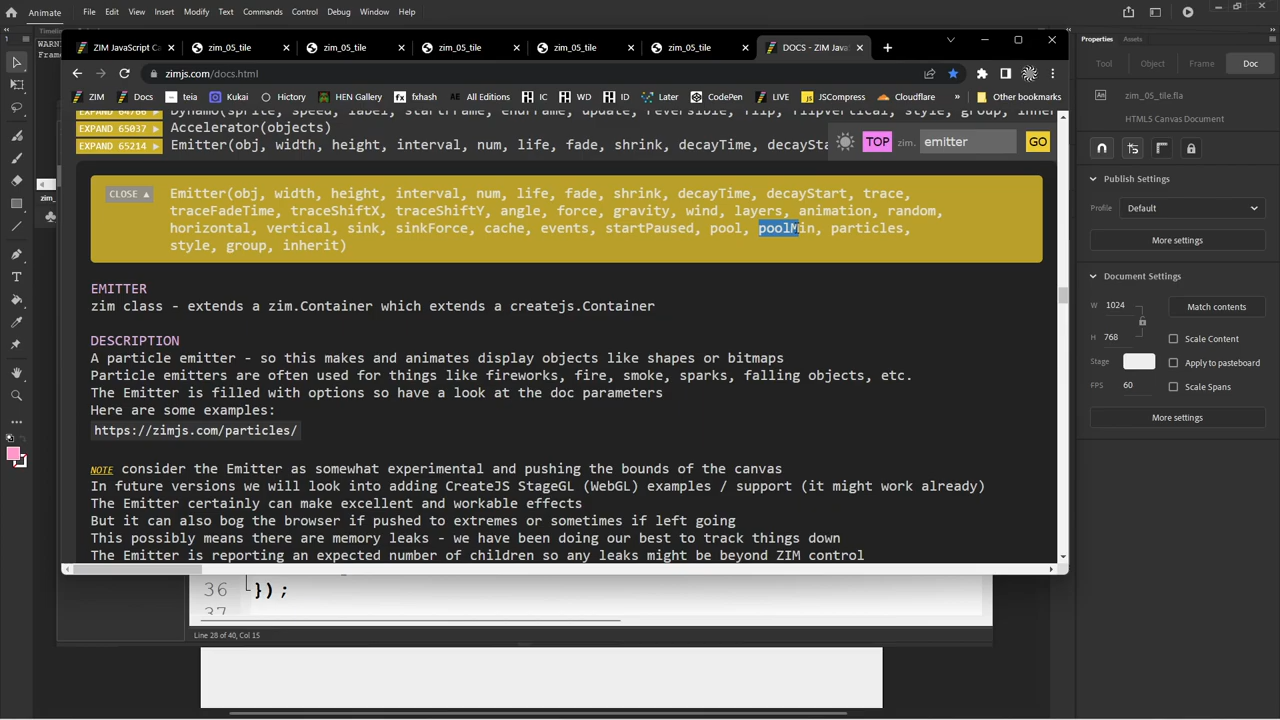 Animate
File Edit View Insert Modify Text Commands Control Debug Window Help
ZIM JavaScript Ca
zim_05_tile
zim_05_tile
zim_05_tile
zim_05_tile
zim_05_tile
DOCS - ZIM Java
zimjs.com/docs.html
ZIM Docs teia Kukai Hictory HEN Gallery fxhash All Editions IC WD ID Later CodePen LIVE JSCompress Cloudflare » Other bookmarks
EXPAND 65037 Accelerator(objects)
EXPAND 65214 Emitter(obj, width, height, interval, num, life, fade, shrink, decayTime, decaySta
TOP zim. emitter GO
CLOSE ▲ Emitter(obj, width, height, interval, num, life, fade, shrink, decayTime, decayStart, trace,
traceFadeTime, traceShiftX, traceShiftY, angle, force, gravity, wind, layers, animation, random,
horizontal, vertical, sink, sinkForce, cache, events, startPaused, pool, poolMin, particles,
style, group, inherit)
EMITTER
zim class - extends a zim.Container which extends a createjs.Container
DESCRIPTION
A particle emitter - so this makes and animates display objects like shapes or bitmaps
Particle emitters are often used for things like fireworks, fire, smoke, sparks, falling objects, etc.
The Emitter is filled with options so have a look at the doc parameters
Here are some examples:
https://zimjs.com/particles/
NOTE consider the Emitter as somewhat experimental and pushing the bounds of the canvas
In future versions we will look into adding CreateJS StageGL (WebGL) examples / support (it might work already)
The Emitter certainly can make excellent and workable effects
But it can also bog the browser if pushed to extremes or sometimes if left going
This possibly means there are memory leaks - we have been doing our best to track things down
The Emitter is reporting an expected number of children so any leaks might be beyond ZIM control
36 });
37
Line 28 of 40, Col 15
Properties Assets
Tool Object Frame Doc
zim_05_tile.fla
HTML5 Canvas Document
Publish Settings
Profile Default
More settings
Document Settings
W 1024 Match contents
H 768 Scale Content
Stage Apply to pasteboard
FPS 60 Scale Spans
More settings